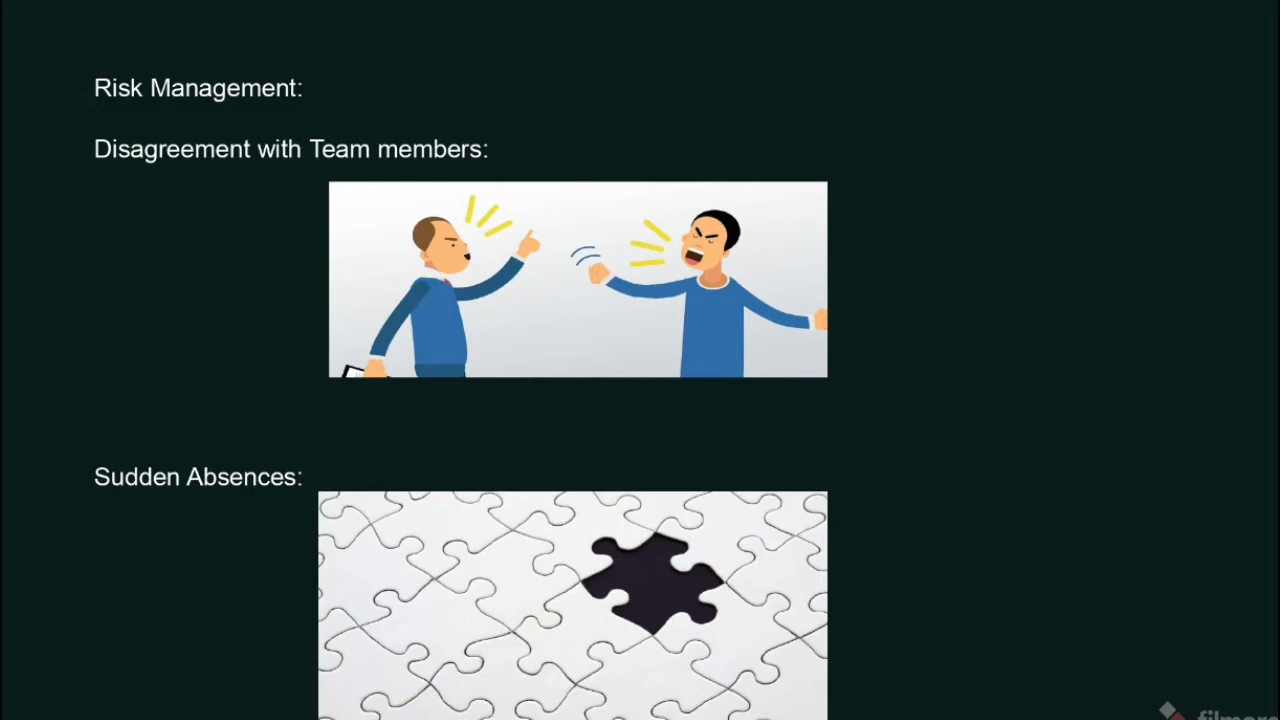 Risk Management:
Disagreement with Team members:
Sudden Absences: